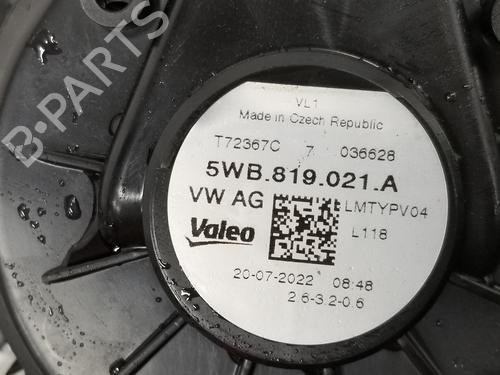 B-PARTS
VL1
Made in Czech Republic
T72367C 7 036628
5WB.819.021.A
VW AG LMTYPV04
Valeo L118
20-07-2022 08:48
2.6-3.2-0.6